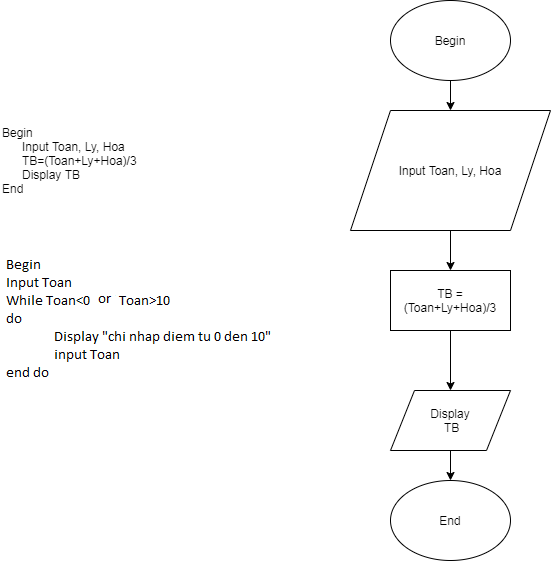 Begin
Input Toan, Ly, Hoa
TB=(Toan+Ly+Hoa)/3
Display TB
End
Begin
Input Toan
While Toan<0 or Toan>10
do
Display "chi nhap diem tu 0 den 10"
input Toan
end do
Begin
Input Toan, Ly, Hoa
TB =
(Toan+Ly+Hoa)/3
Display
TB
End